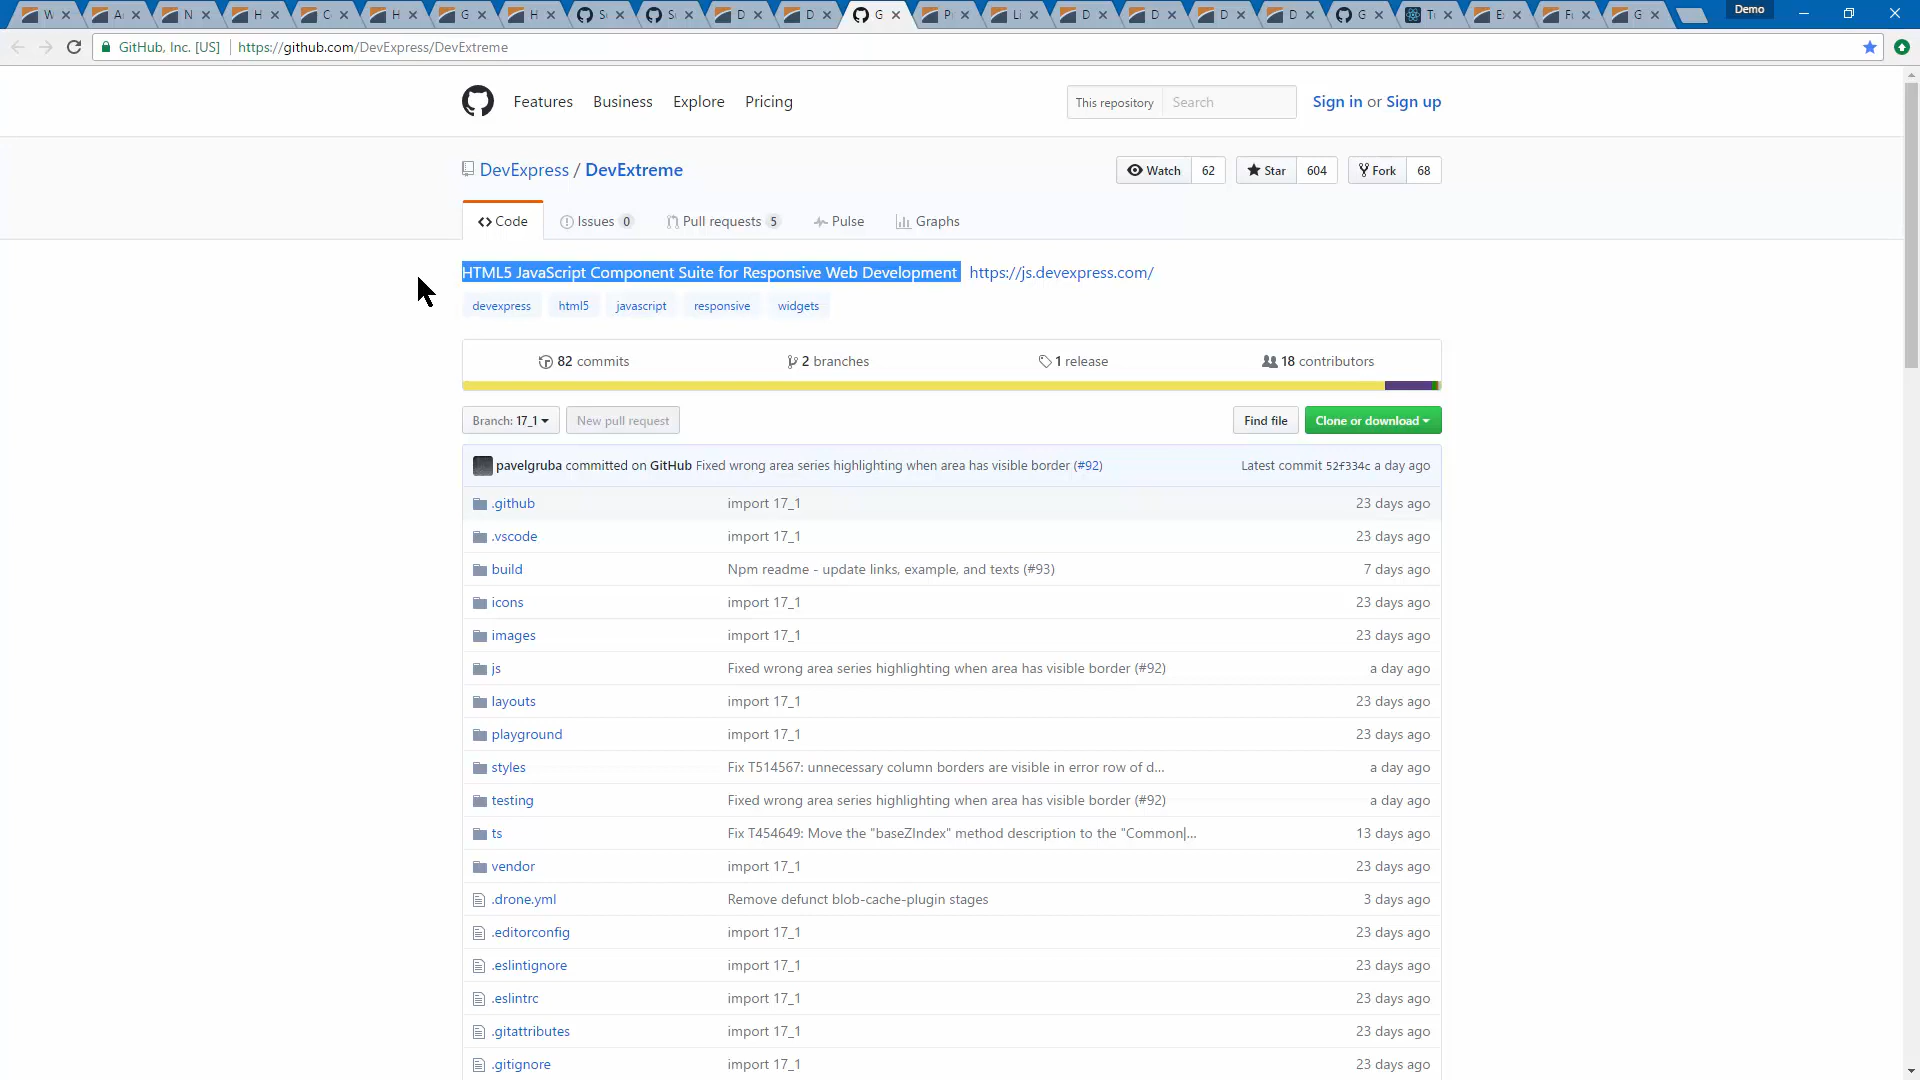 W A N H C H G H S S D D G P Li D D D D G Tu E Fr G Demo
GitHub, Inc. [US] https://github.com/DevExpress/DevExtreme
Features Business Explore Pricing This repository Search Sign in or Sign up
DevExpress / DevExtreme Watch 62 Star 604 Fork 68
Code Issues 0 Pull requests 5 Pulse Graphs
HTML5 JavaScript Component Suite for Responsive Web Development https://js.devexpress.com/
devexpress html5 javascript responsive widgets
82 commits 2 branches 1 release 18 contributors
Branch: 17_1 New pull request Find file Clone or download
pavelgruba committed on GitHub Fixed wrong area series highlighting when area has visible border (#92) Latest commit 52f334c a day ago
.github import 17_1 23 days ago
.vscode import 17_1 23 days ago
build Npm readme - update links, example, and texts (#93) 7 days ago
icons import 17_1 23 days ago
images import 17_1 23 days ago
js Fixed wrong area series highlighting when area has visible border (#92) a day ago
layouts import 17_1 23 days ago
playground import 17_1 23 days ago
styles Fix T514567: unnecessary column borders are visible in error row of d... a day ago
testing Fixed wrong area series highlighting when area has visible border (#92) a day ago
ts Fix T454649: Move the "baseZIndex" method description to the "Common|... 13 days ago
vendor import 17_1 23 days ago
.drone.yml Remove defunct blob-cache-plugin stages 3 days ago
.editorconfig import 17_1 23 days ago
.eslintignore import 17_1 23 days ago
.eslintrc import 17_1 23 days ago
.gitattributes import 17_1 23 days ago
.gitignore import 17_1 23 days ago